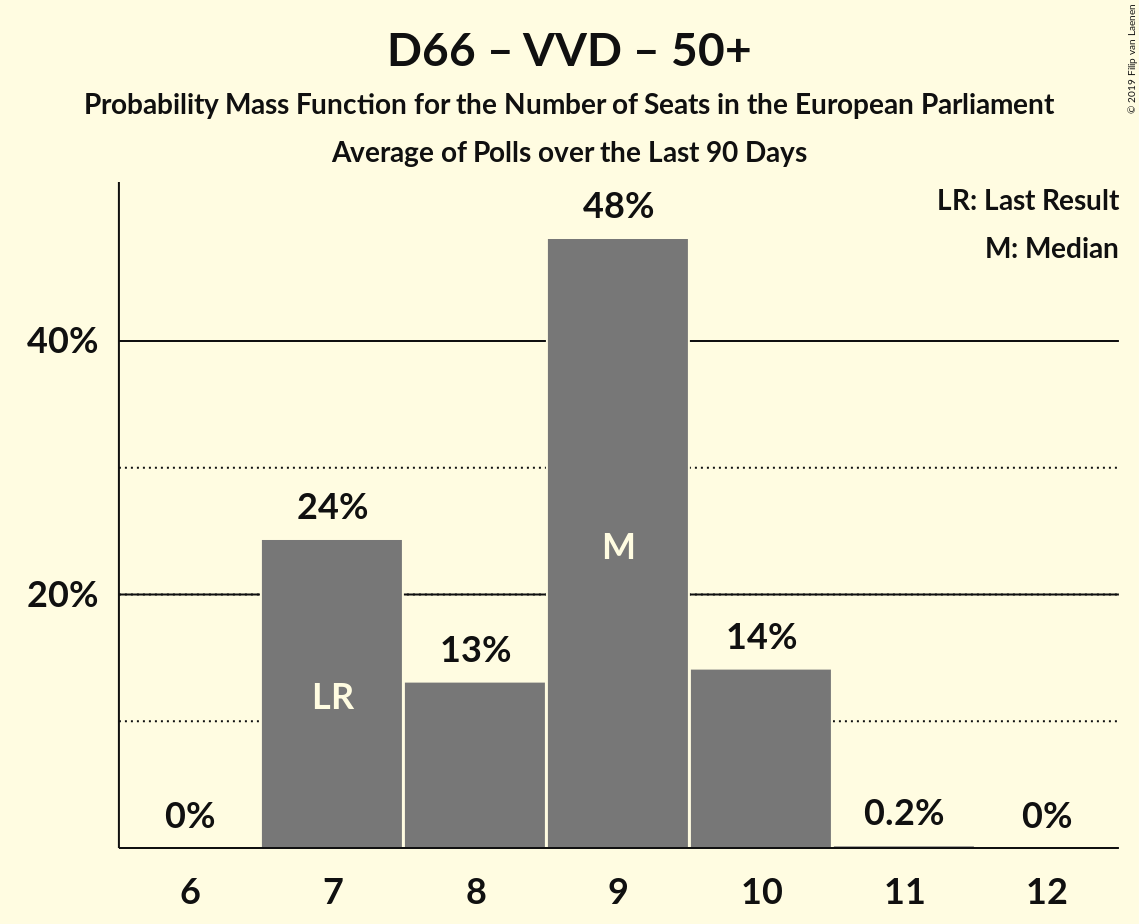 D66 – VVD – 50+
Probability Mass Function for the Number of Seats in the European Parliament
Average of Polls over the Last 90 Days
© 2019 Filip van Laenen
LR: Last Result
M: Median
48%
40%
24%
M
20%
14%
13%
LR
0%
0.2%
0%
6 7 8 9 10 11 12